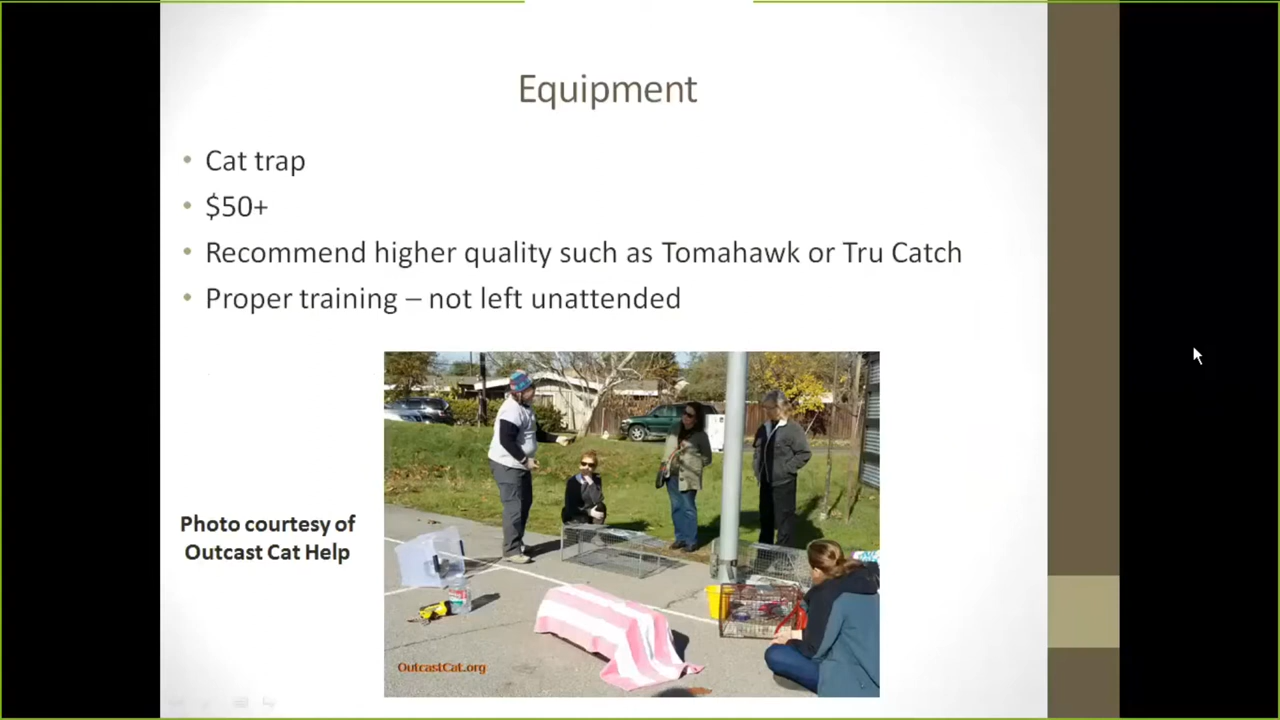 Equipment
• Cat trap
• $50+
• Recommend higher quality such as Tomahawk or Tru Catch
• Proper training – not left unattended
Photo courtesy of
Outcast Cat Help
OutcastCat.org